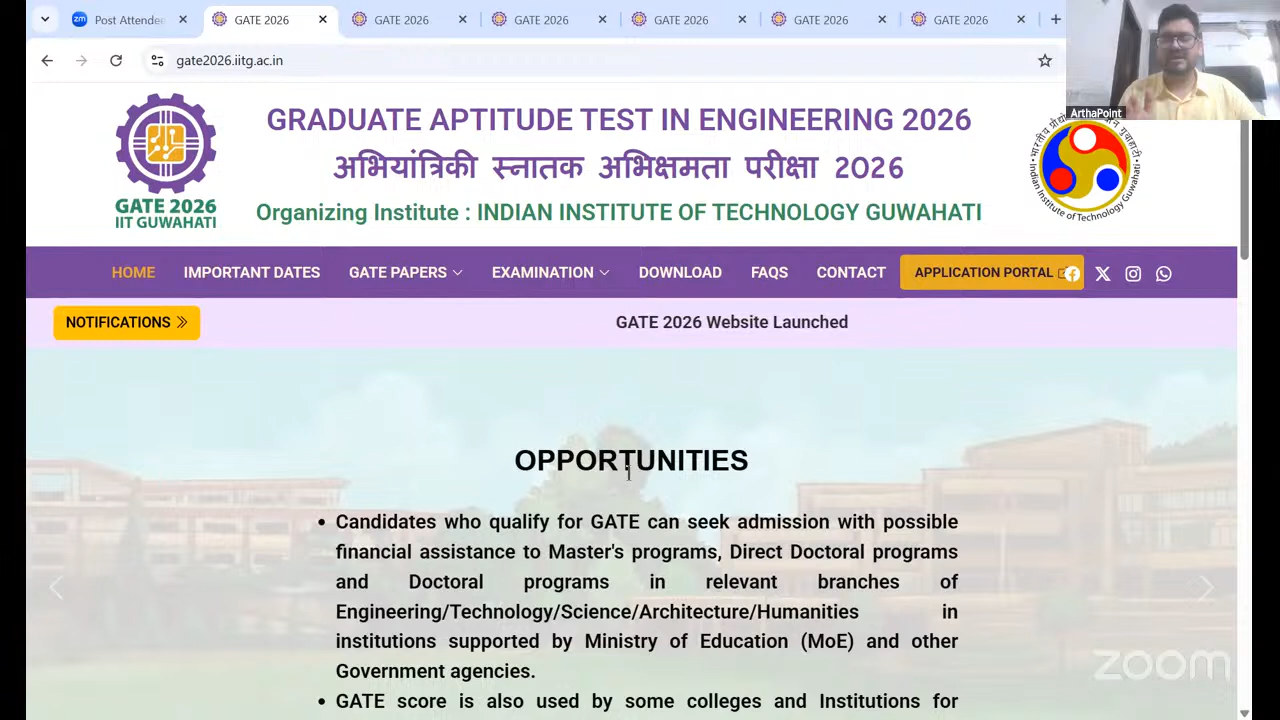 Post Attende
GATE 2026
GATE 2026
GATE 2026
GATE 2026
GATE 2026
GATE 2026
gate2026.iitg.ac.in
ArthaPoint
GATE 2026
IIT GUWAHATI
GRADUATE APTITUDE TEST IN ENGINEERING 2026
अभियांत्रिकी स्नातक अभिक्षमता परीक्षा 2026
Organizing Institute : INDIAN INSTITUTE OF TECHNOLOGY GUWAHATI
Indian Institute of Technology Guwahati
HOME IMPORTANT DATES GATE PAPERS EXAMINATION DOWNLOAD FAQS CONTACT APPLICATION PORTAL
NOTIFICATIONS
GATE 2026 Website Launched
OPPORTUNITIES
• Candidates who qualify for GATE can seek admission with possible
financial assistance to Master's programs, Direct Doctoral programs
and Doctoral programs in relevant branches of
Engineering/Technology/Science/Architecture/Humanities in
institutions supported by Ministry of Education (MoE) and other
Government agencies.
• GATE score is also used by some colleges and Institutions for
zoom